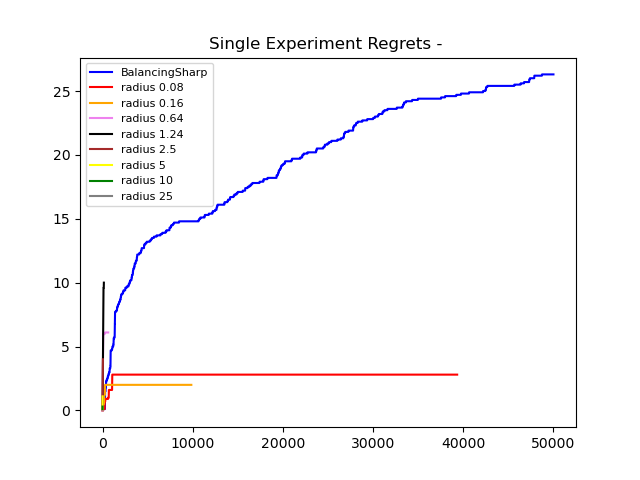 Single Experiment Regrets -
BalancingSharp
radius 0.08
radius 0.16
radius 0.64
radius 1.24
radius 2.5
radius 5
radius 10
radius 25
25
20
15
10
5
0
0 10000 20000 30000 40000 50000